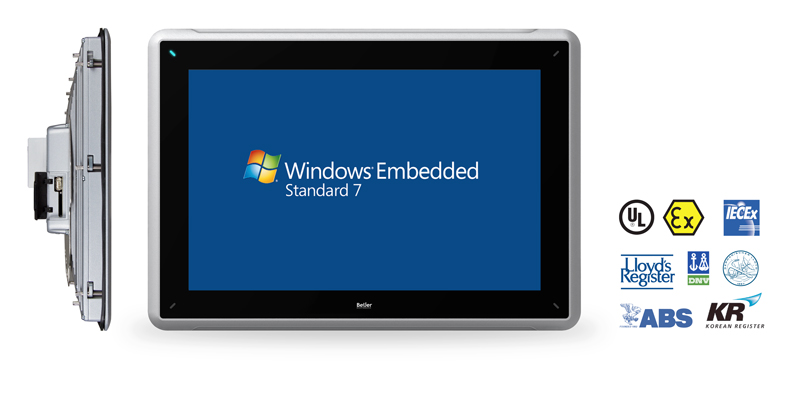 Windows® Embedded
Standard 7
Beijer
UL
Ex
IECEx
Lloyd's
Register
DNV
ABS
KR
KOREAN REGISTER